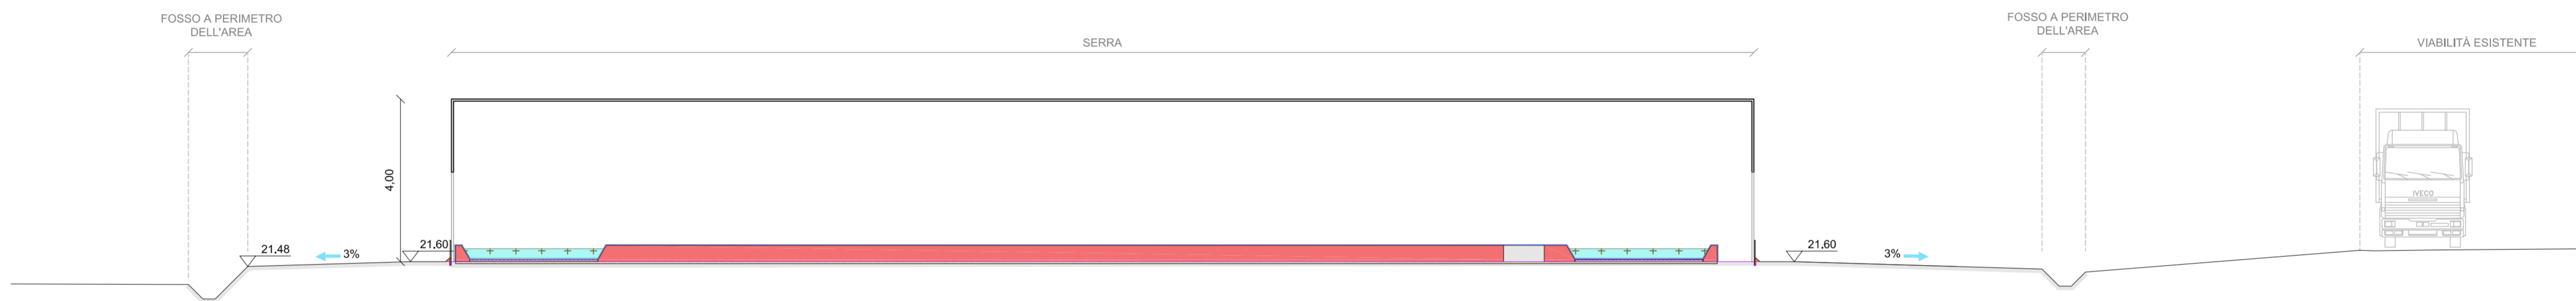 FOSSO A PERIMETRO
DELL'AREA
SERRA
FOSSO A PERIMETRO
DELL'AREA
VIABILITÀ ESISTENTE
4,00
21.48
3%
21.60
21.60
3%
IVECO